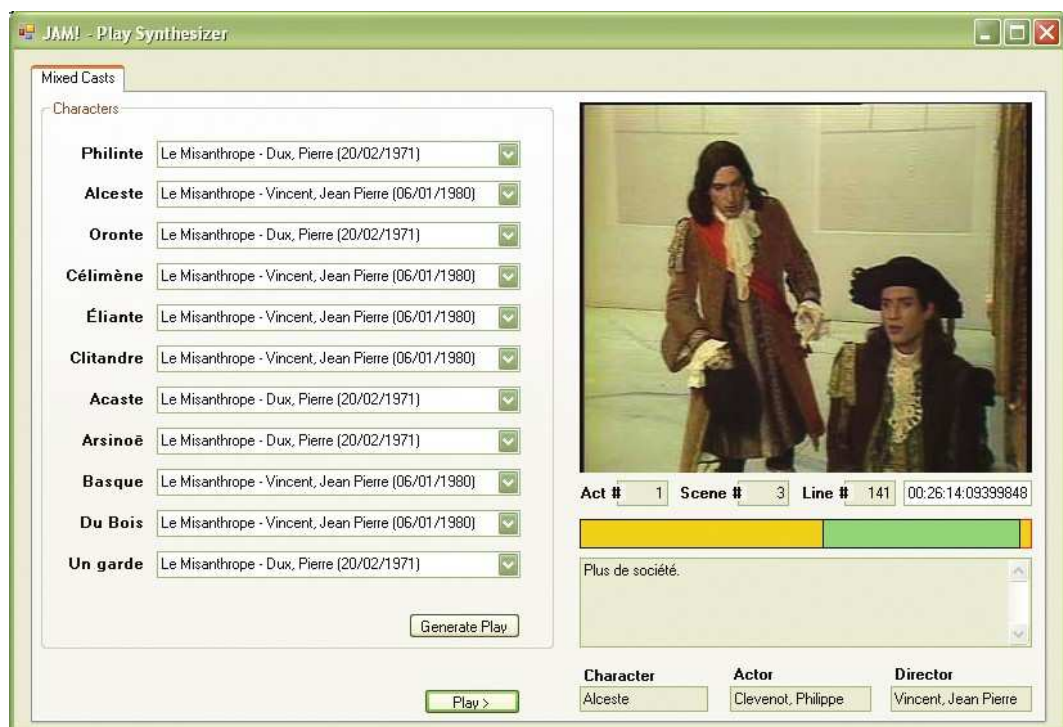 JAM! - Play Synthesizer
Mixed Casts
Characters
Philinte Le Misanthrope - Dux, Pierre (20/02/1971)
Alceste Le Misanthrope - Vincent, Jean Pierre (06/01/1980)
Oronte Le Misanthrope - Dux, Pierre (20/02/1971)
Célimène Le Misanthrope - Vincent, Jean Pierre (06/01/1980)
Éliante Le Misanthrope - Vincent, Jean Pierre (06/01/1980)
Clitandre Le Misanthrope - Vincent, Jean Pierre (06/01/1980)
Acaste Le Misanthrope - Dux, Pierre (20/02/1971)
Arsinoë Le Misanthrope - Dux, Pierre (20/02/1971)
Basque Le Misanthrope - Vincent, Jean Pierre (06/01/1980)
Du Bois Le Misanthrope - Vincent, Jean Pierre (06/01/1980)
Un garde Le Misanthrope - Dux, Pierre (20/02/1971)
Generate Play
Play >
Act # 1 Scene # 3 Line # 141 00:26:14:09399848
Plus de société.
Character Actor Director
Alceste Clevenot, Philippe Vincent, Jean Pierre